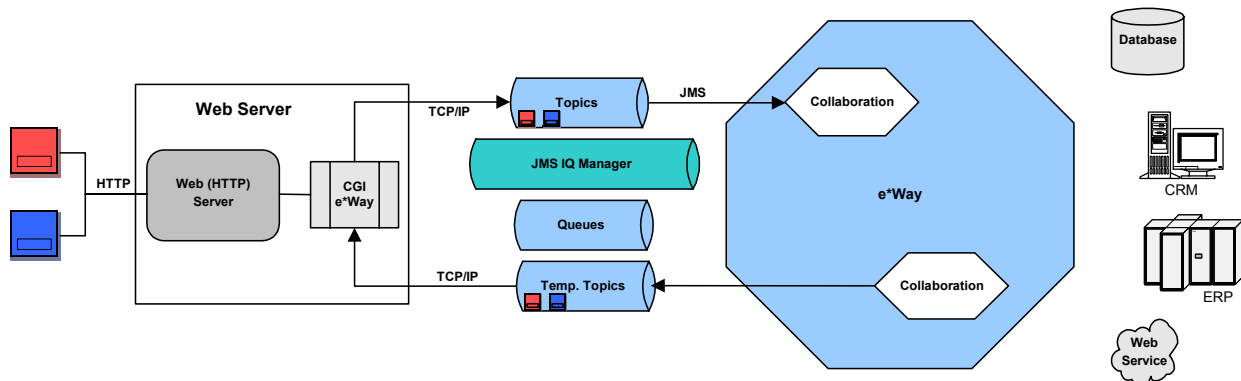 Web Server
HTTP
Web (HTTP)
Server
CGI
e*Way
TCP/IP
TCP/IP
Topics
JMS IQ Manager
Queues
Temp. Topics
JMS
Collaboration
e*Way
Collaboration
Database
CRM
ERP
Web
Service